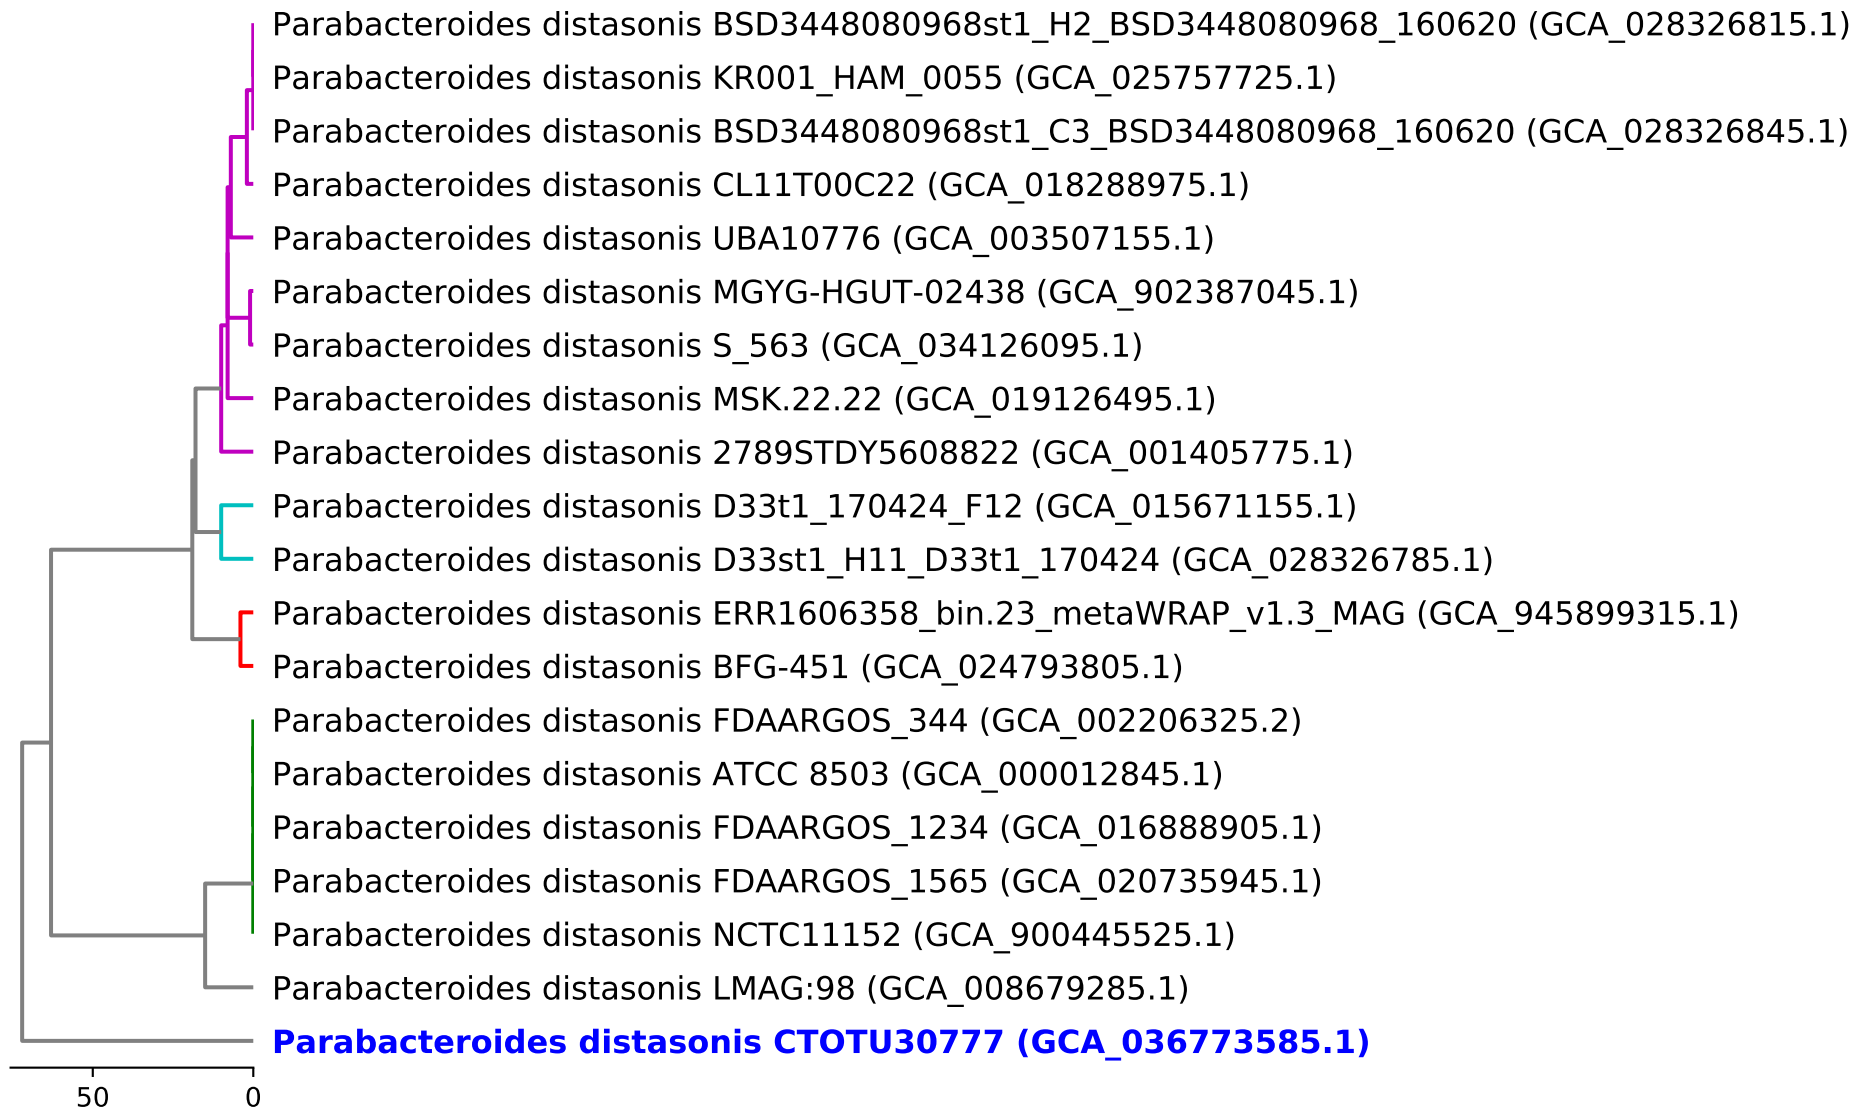 Parabacteroides distasonis BSD3448080968st1_H2_BSD3448080968_160620 (GCA_028326815.1)
Parabacteroides distasonis KR001_HAM_0055 (GCA_025757725.1)
Parabacteroides distasonis BSD3448080968st1_C3_BSD3448080968_160620 (GCA_028326845.1)
Parabacteroides distasonis CL11T00C22 (GCA_018288975.1)
Parabacteroides distasonis UBA10776 (GCA_003507155.1)
Parabacteroides distasonis MGYG-HGUT-02438 (GCA_902387045.1)
Parabacteroides distasonis S_563 (GCA_034126095.1)
Parabacteroides distasonis MSK.22.22 (GCA_019126495.1)
Parabacteroides distasonis 2789STDY5608822 (GCA_001405775.1)
Parabacteroides distasonis D33t1_170424_F12 (GCA_015671155.1)
Parabacteroides distasonis D33st1_H11_D33t1_170424 (GCA_028326785.1)
Parabacteroides distasonis ERR1606358_bin.23_metaWRAP_v1.3_MAG (GCA_945899315.1)
Parabacteroides distasonis BFG-451 (GCA_024793805.1)
Parabacteroides distasonis FDAARGOS_344 (GCA_002206325.2)
Parabacteroides distasonis ATCC 8503 (GCA_000012845.1)
Parabacteroides distasonis FDAARGOS_1234 (GCA_016888905.1)
Parabacteroides distasonis FDAARGOS_1565 (GCA_020735945.1)
Parabacteroides distasonis NCTC11152 (GCA_900445525.1)
Parabacteroides distasonis LMAG:98 (GCA_008679285.1)
Parabacteroides distasonis CTOTU30777 (GCA_036773585.1)
50 0